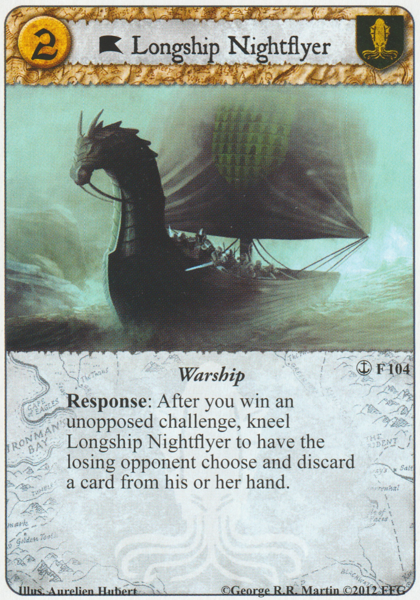 2
Longship Nightflyer
Warship
F104
Response: After you win an
unopposed challenge, kneel
Longship Nightflyer to have the
losing opponent choose and discard
a card from his or her hand.
IRONMAN'S
BAY
Illus. Aurelien Hubert
©George R.R. Martin ©2012 FFG